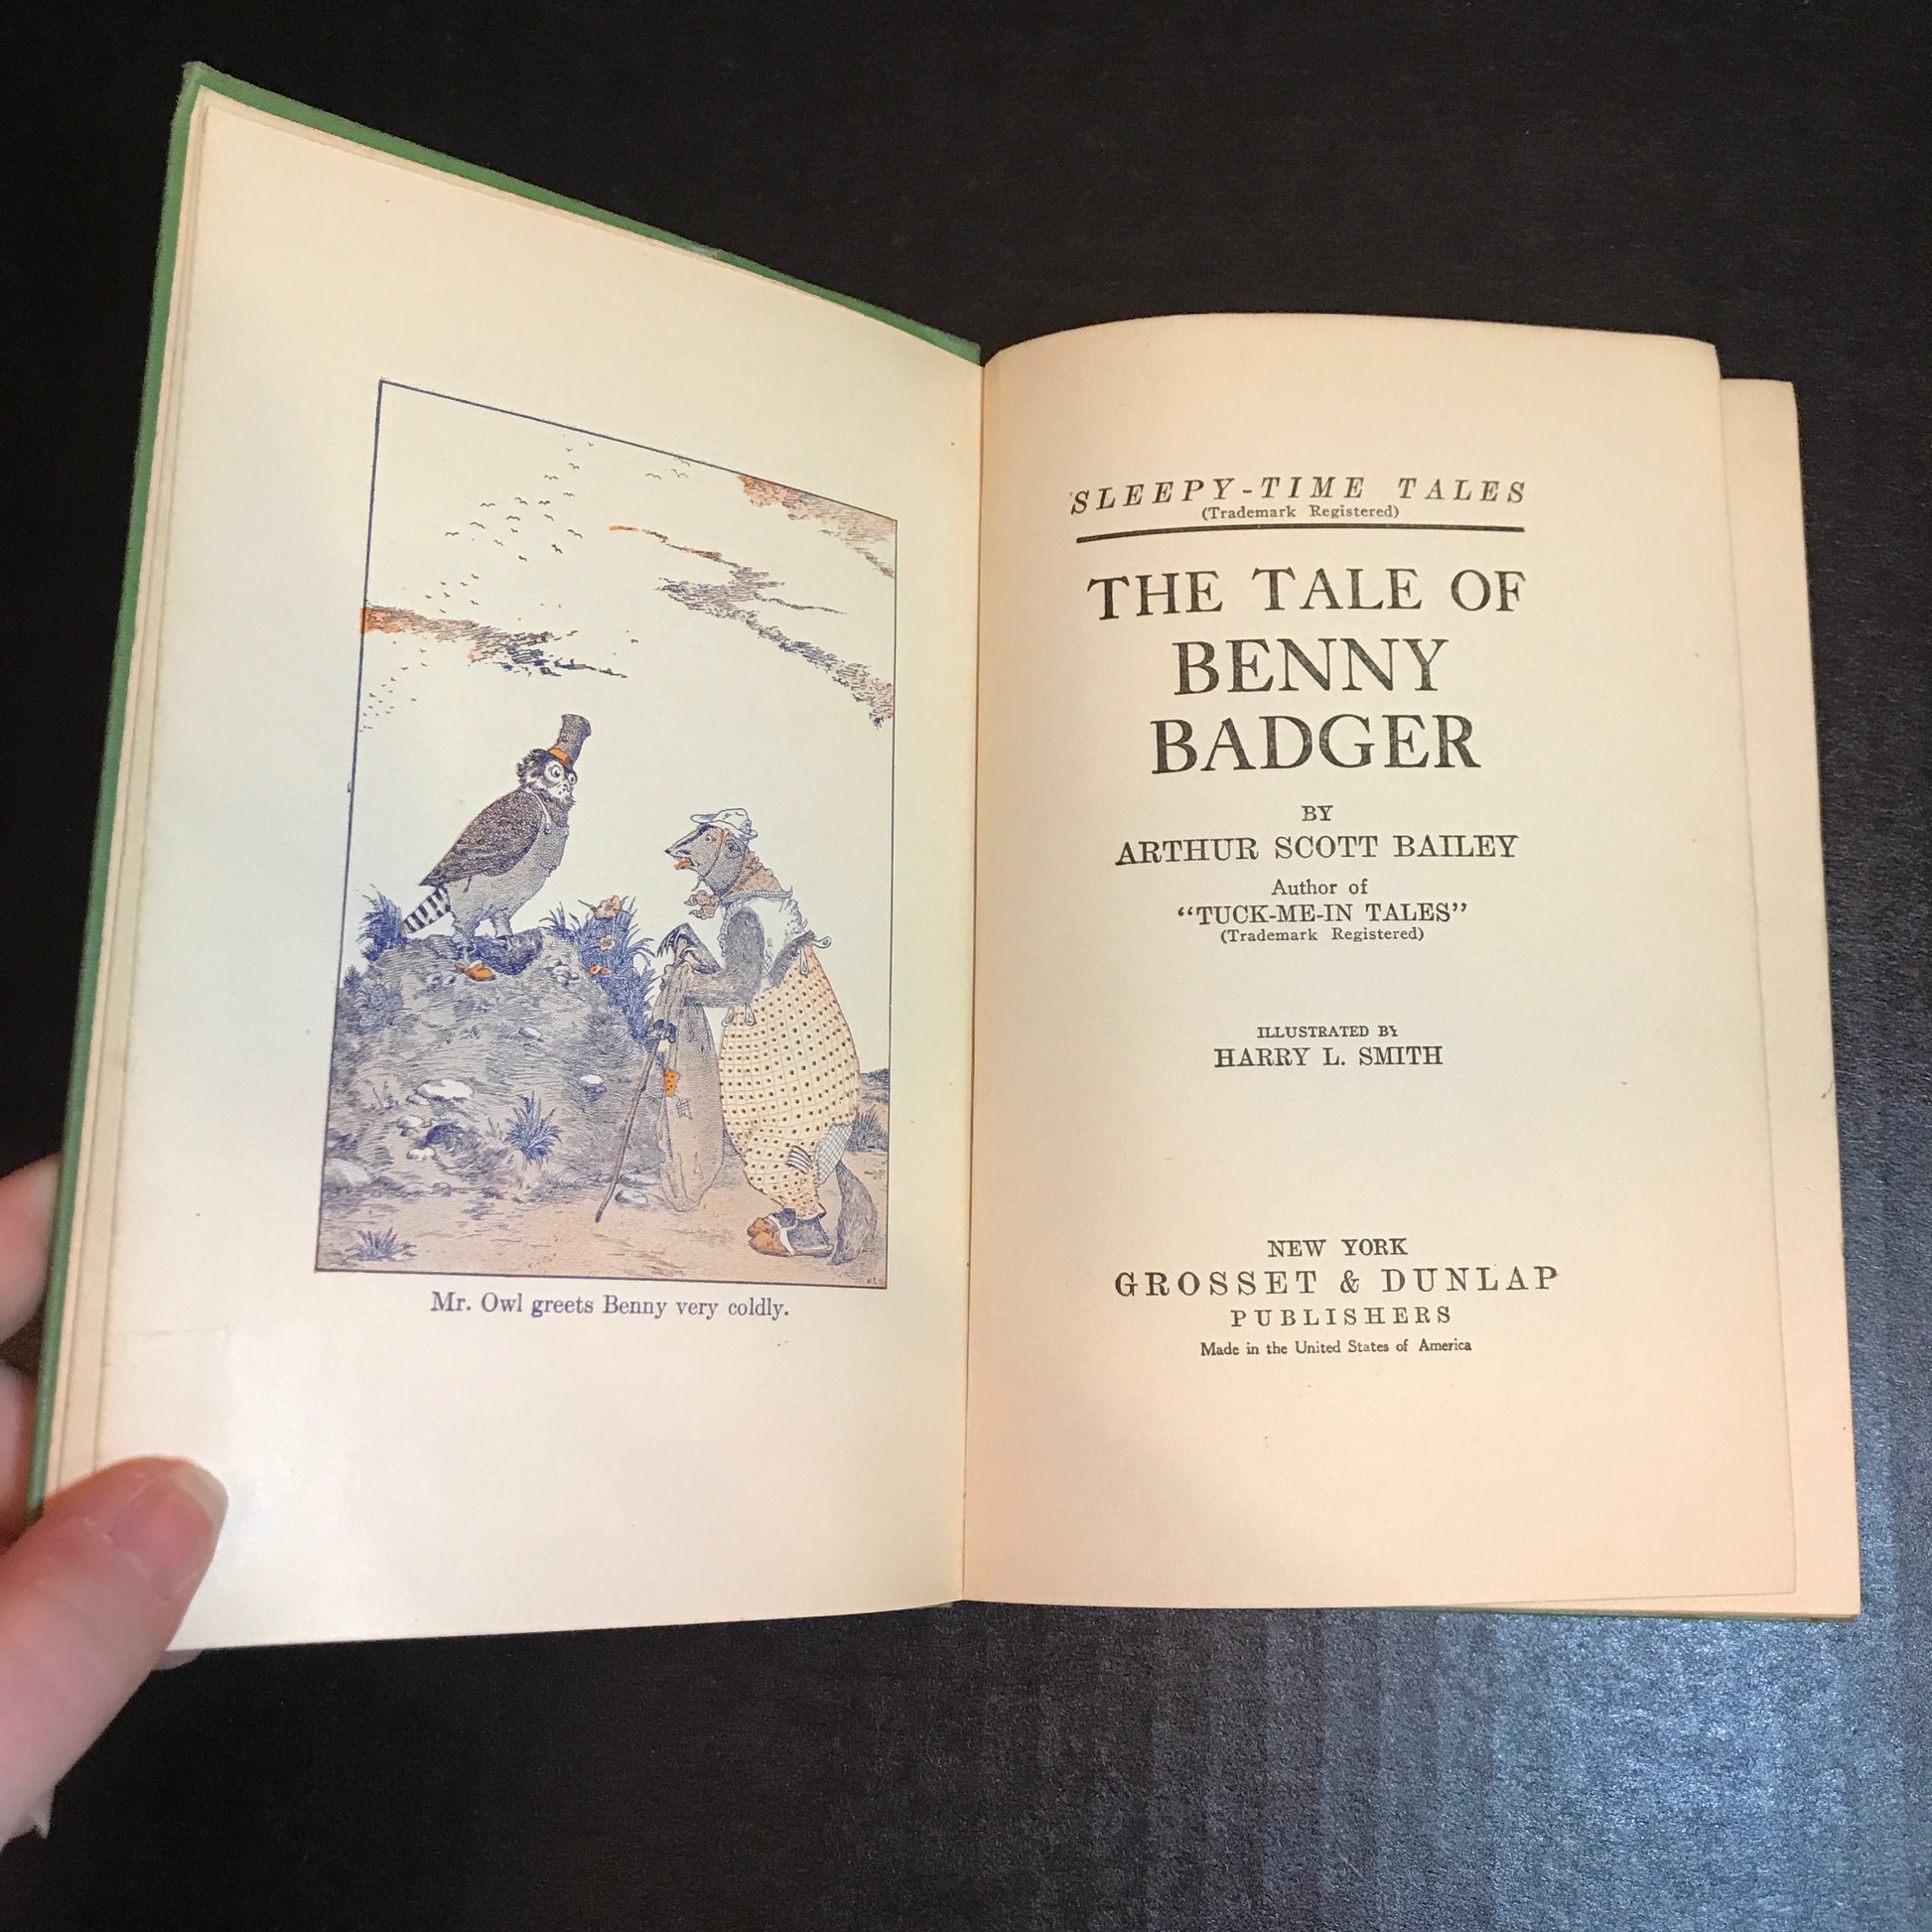 Mr. Owl greets Benny very coldly.
SLEEPY-TIME TALES
(Trademark Registered)
THE TALE OF
BENNY
BADGER
BY
ARTHUR SCOTT BAILEY
Author of
“TUCK-ME-IN TALES”
(Trademark Registered)
ILLUSTRATED BY
HARRY L. SMITH
NEW YORK
GROSSET & DUNLAP
PUBLISHERS
Made in the United States of America